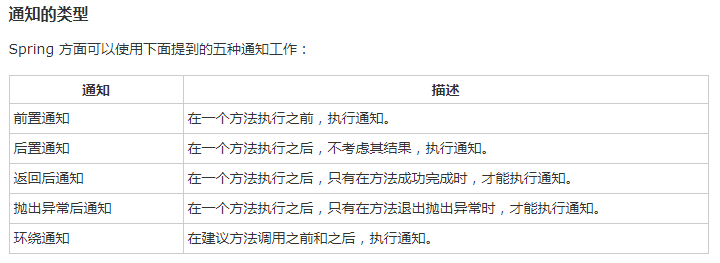 通知的类型
Spring 方面可以使用下面提到的五种通知工作：
通知 描述
前置通知 在一个方法执行之前，执行通知。
后置通知 在一个方法执行之后，不考虑其结果，执行通知。
返回后通知 在一个方法执行之后，只有在方法成功完成时，才能执行通知。
抛出异常后通知 在一个方法执行之后，只有在方法退出抛出异常时，才能执行通知。
环绕通知 在建议方法调用之前和之后，执行通知。